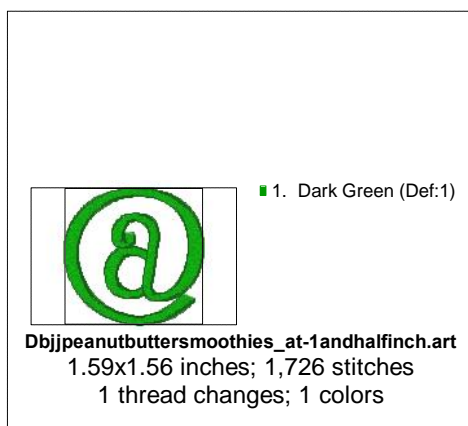 1. Dark Green (Def:1)
@
Dbjjpeanutbuttersmoothies_at-1andhalfinch.art
1.59x1.56 inches; 1,726 stitches
1 thread changes; 1 colors